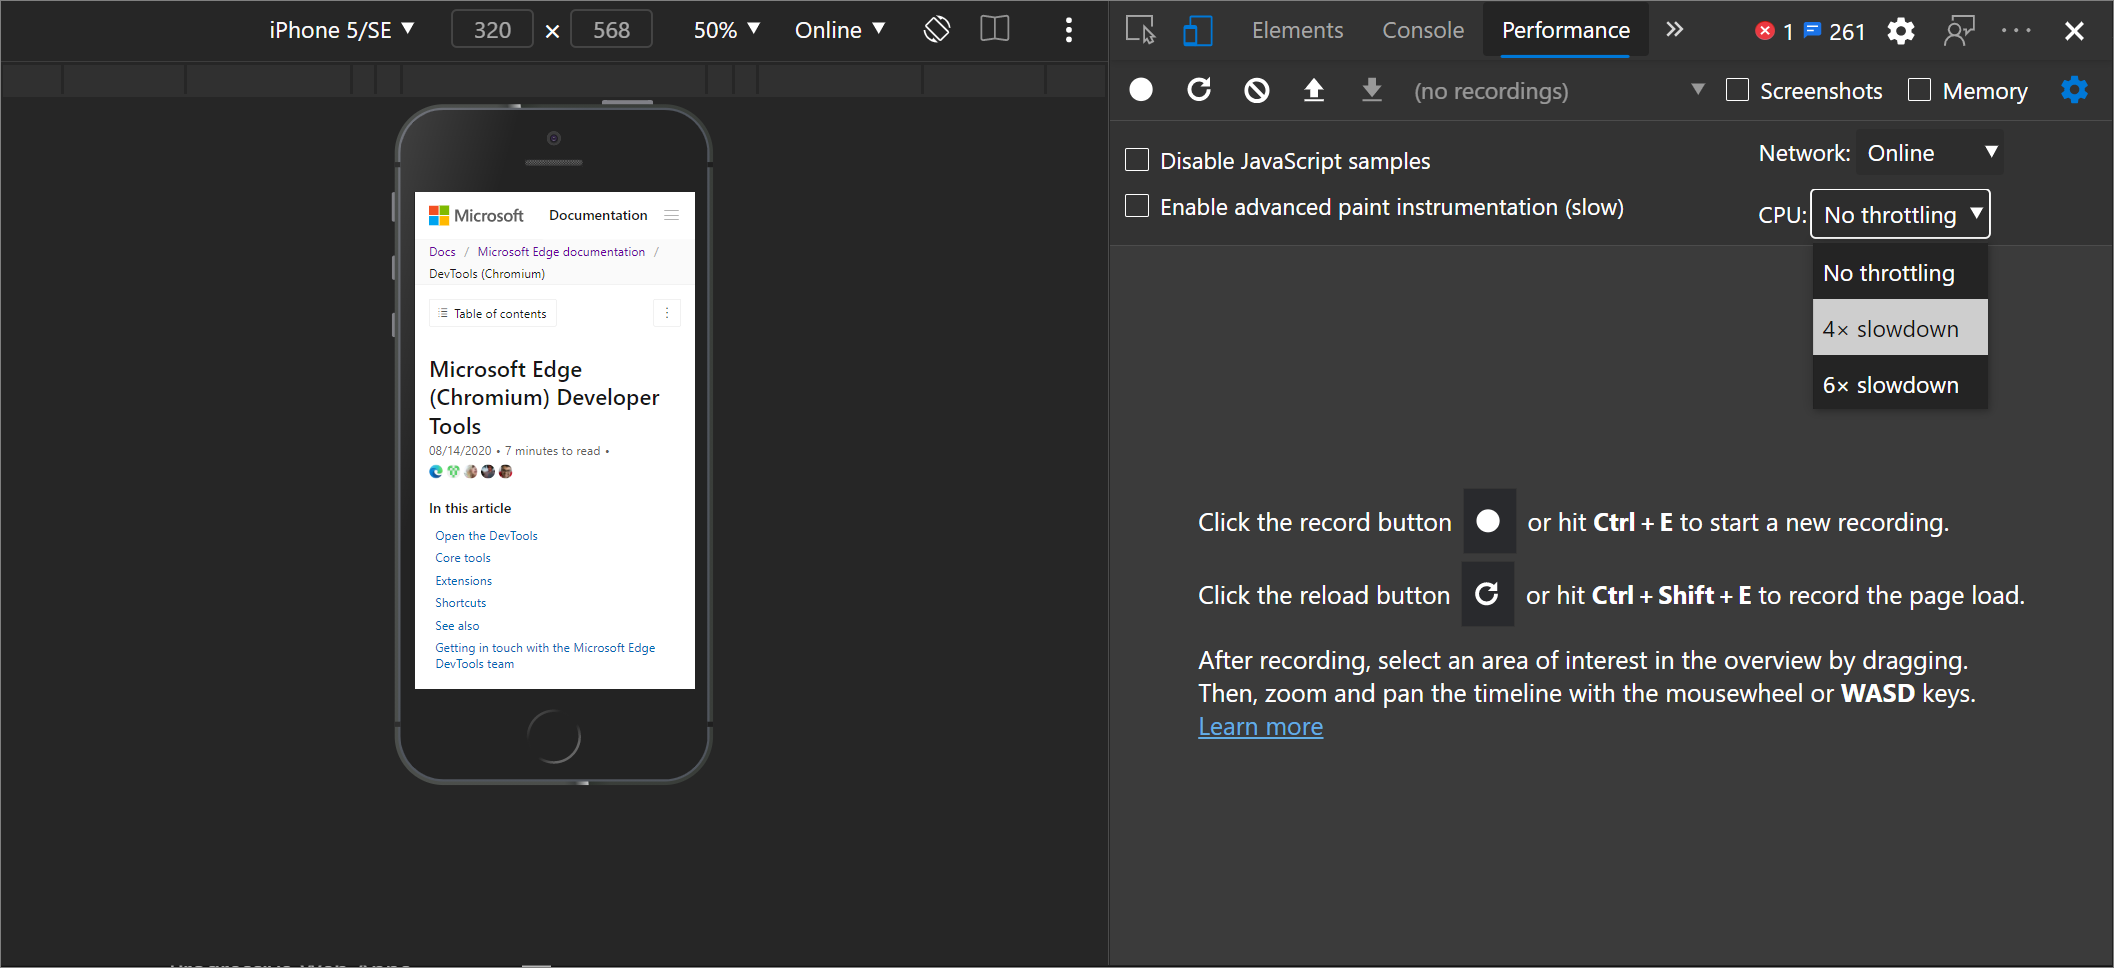 iPhone 5/SE ▼ 320 × 568 50% ▼ Online ▼
Elements Console Performance » 1 261
(no recordings) Screenshots Memory
Disable JavaScript samples
Network: Online
Enable advanced paint instrumentation (slow)
CPU: No throttling
No throttling
4× slowdown
6× slowdown
Microsoft Documentation
Docs / Microsoft Edge documentation /
DevTools (Chromium)
Table of contents
Microsoft Edge
(Chromium) Developer
Tools
08/14/2020 • 7 minutes to read •
In this article
Open the DevTools
Core tools
Extensions
Shortcuts
See also
Getting in touch with the Microsoft Edge
DevTools team
Click the record button or hit Ctrl + E to start a new recording.
Click the reload button or hit Ctrl + Shift + E to record the page load.
After recording, select an area of interest in the overview by dragging.
Then, zoom and pan the timeline with the mousewheel or WASD keys.
Learn more